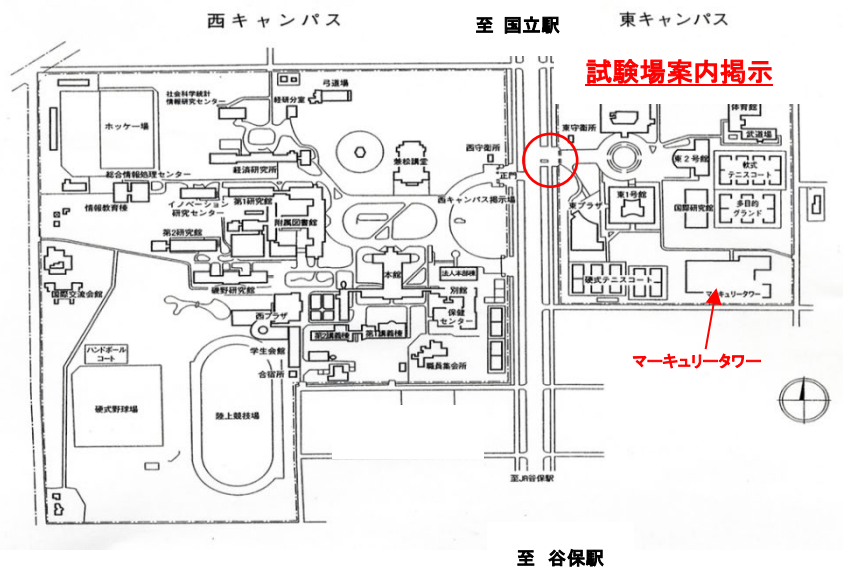 西キャンパス
至 国立駅
東キャンパス
試験場案内掲示
社会科学統計
情報研究センター
経研分室
弓道場
ホッケー場
兼松講堂
西守衛所
東守衛所
体育館
武道場
経済研究所
総合情報処理センター
正門
東2号館
軟式
テニスコート
情報教育棟
イノベーション
研究センター
第1研究館
附属図書館
西キャンパス掲示場
東プラザ
東1号館
国際研究館
多目的
グランド
第2研究館
本館
法人本部棟
国際交流会館
磯野研究館
別館
硬式テニスコート
マーキュリータワー
西プラザ
保健
センター
第2講義棟
第1講義棟
マーキュリータワー
ハンドボール
コート
学生会館
合宿所
職員集会所
硬式野球場
陸上競技場
至JR谷保駅
至 谷保駅